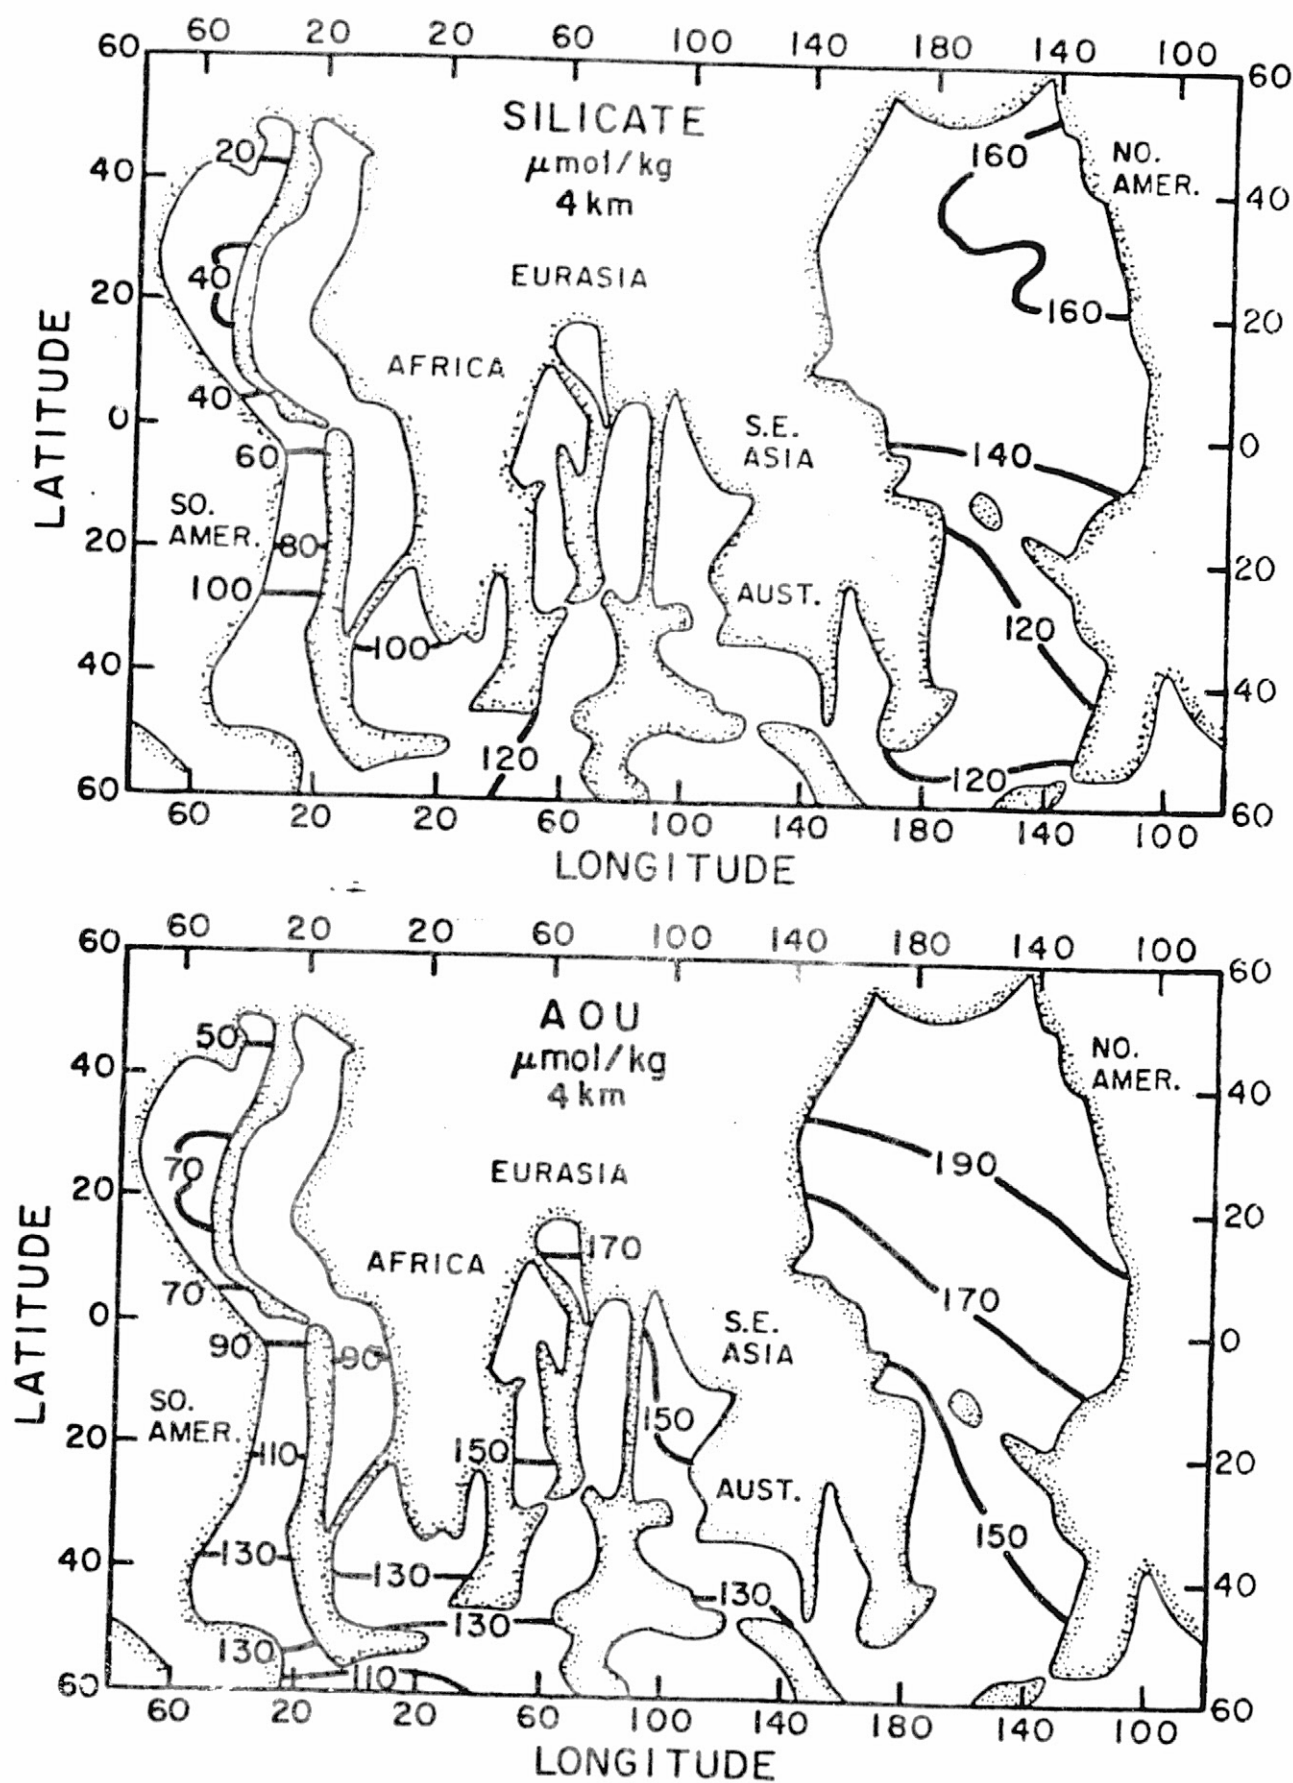 60 20 20 60 100 140 180 140 100
60 60
SILICATE
μmol/kg
4 km
20 160 NO.
AMER.
40 40
EURASIA
40
20 160 20
AFRICA
40
0 S.E.
ASIA 140 0
60
SO.
AMER. 80
20 20
100 AUST.
120
100
40 40
120 120
60 60
60 20 20 60 100 140 180 140 100
LATITUDE
LONGITUDE
60 20 20 60 100 140 180 140 100
60 60
AOU
μmol/kg
4 km
50 NO.
AMER.
40 40
190
70 EURASIA
20 20
170
AFRICA
70 170
0 S.E.
ASIA 0
90 90
SO.
AMER. 150
20 110 150 20
AUST.
150
130 130
40 130 40
130
130
110
60 60
60 20 20 60 100 140 180 140 100
LATITUDE
LONGITUDE